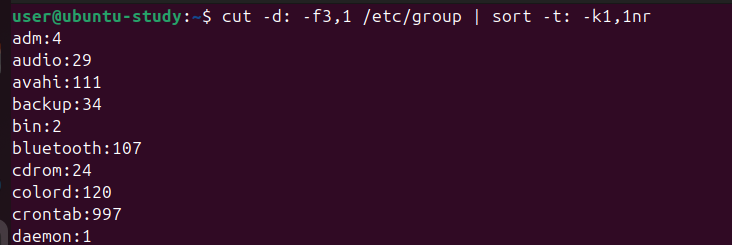 user@ubuntu-study:~$ cut -d: -f3,1 /etc/group | sort -t: -k1,1nr
adm:4
audio:29
avahi:111
backup:34
bin:2
bluetooth:107
cdrom:24
colord:120
crontab:997
daemon:1